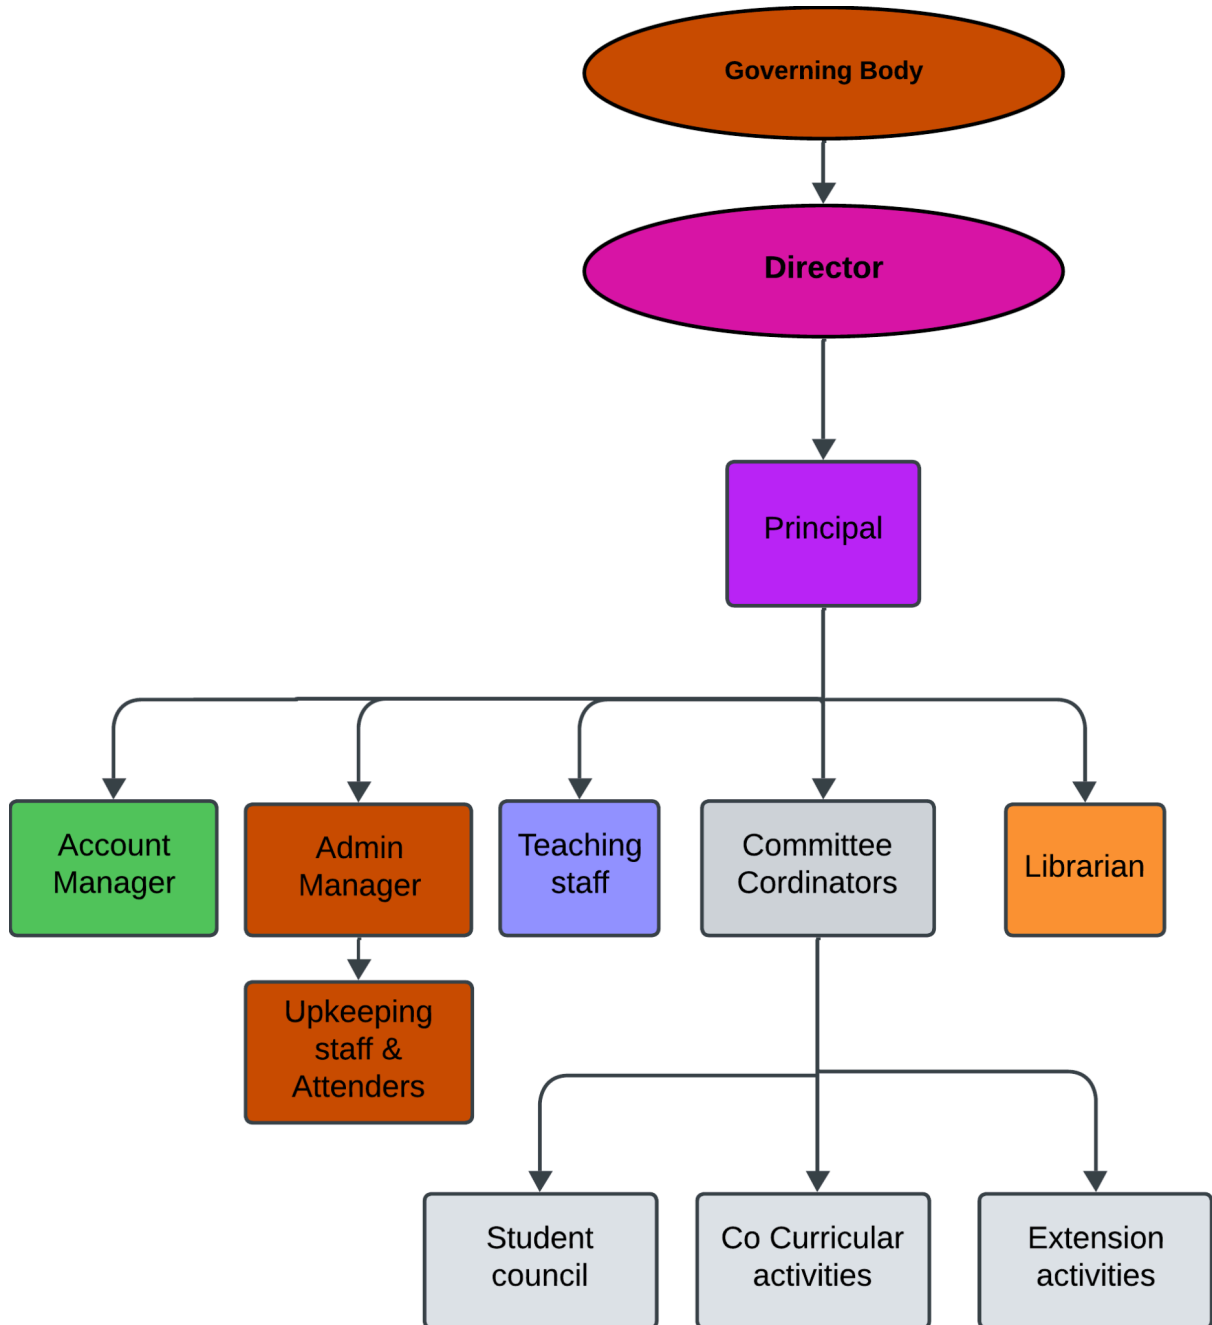 Governing Body
Director
Principal
Account
Manager
Admin
Manager
Teaching
staff
Committee
Cordinators
Librarian
Upkeeping
staff &
Attenders
Student
council
Co Curricular
activities
Extension
activities